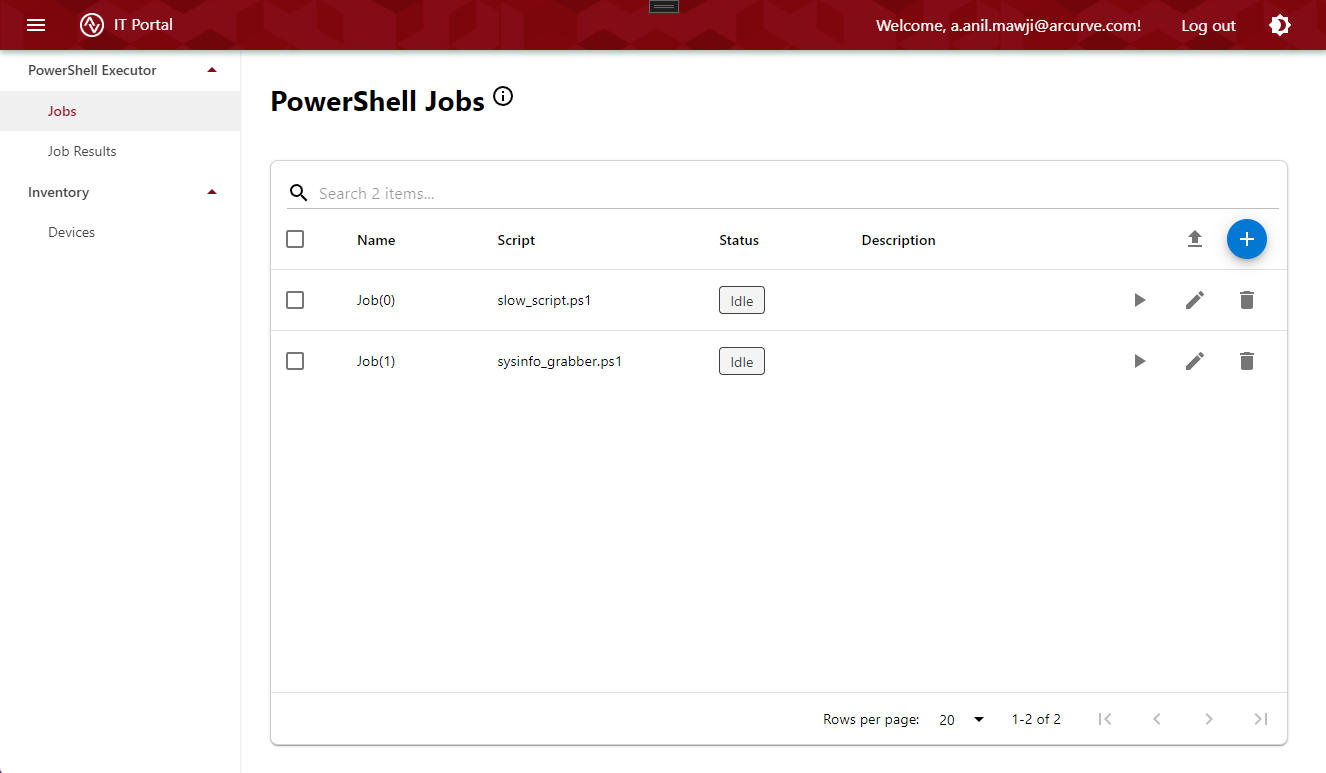 IT Portal
Welcome, a.anil.mawji@arcurve.com!
Log out
PowerShell Executor
Jobs
Job Results
Inventory
Devices
PowerShell Jobs
Search 2 items...
Name Script Status Description
Job(0) slow_script.ps1 Idle
Job(1) sysinfo_grabber.ps1 Idle
Rows per page: 20 1-2 of 2